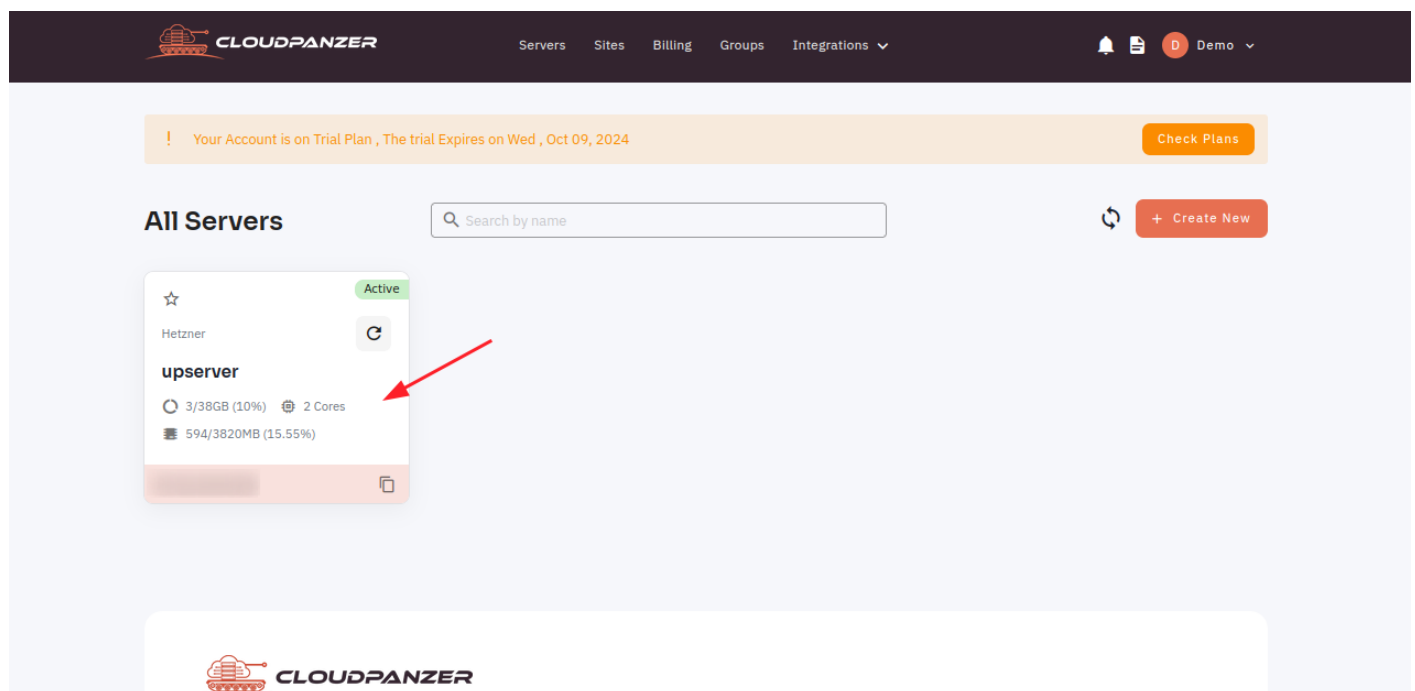 CLOUDPANZER Servers Sites Billing Groups Integrations D Demo
! Your Account is on Trial Plan , The trial Expires on Wed , Oct 09, 2024 Check Plans
All Servers Search by name + Create New
Active
Hetzner
upserver
3/38GB (10%) 2 Cores
594/3820MB (15.55%)
CLOUDPANZER